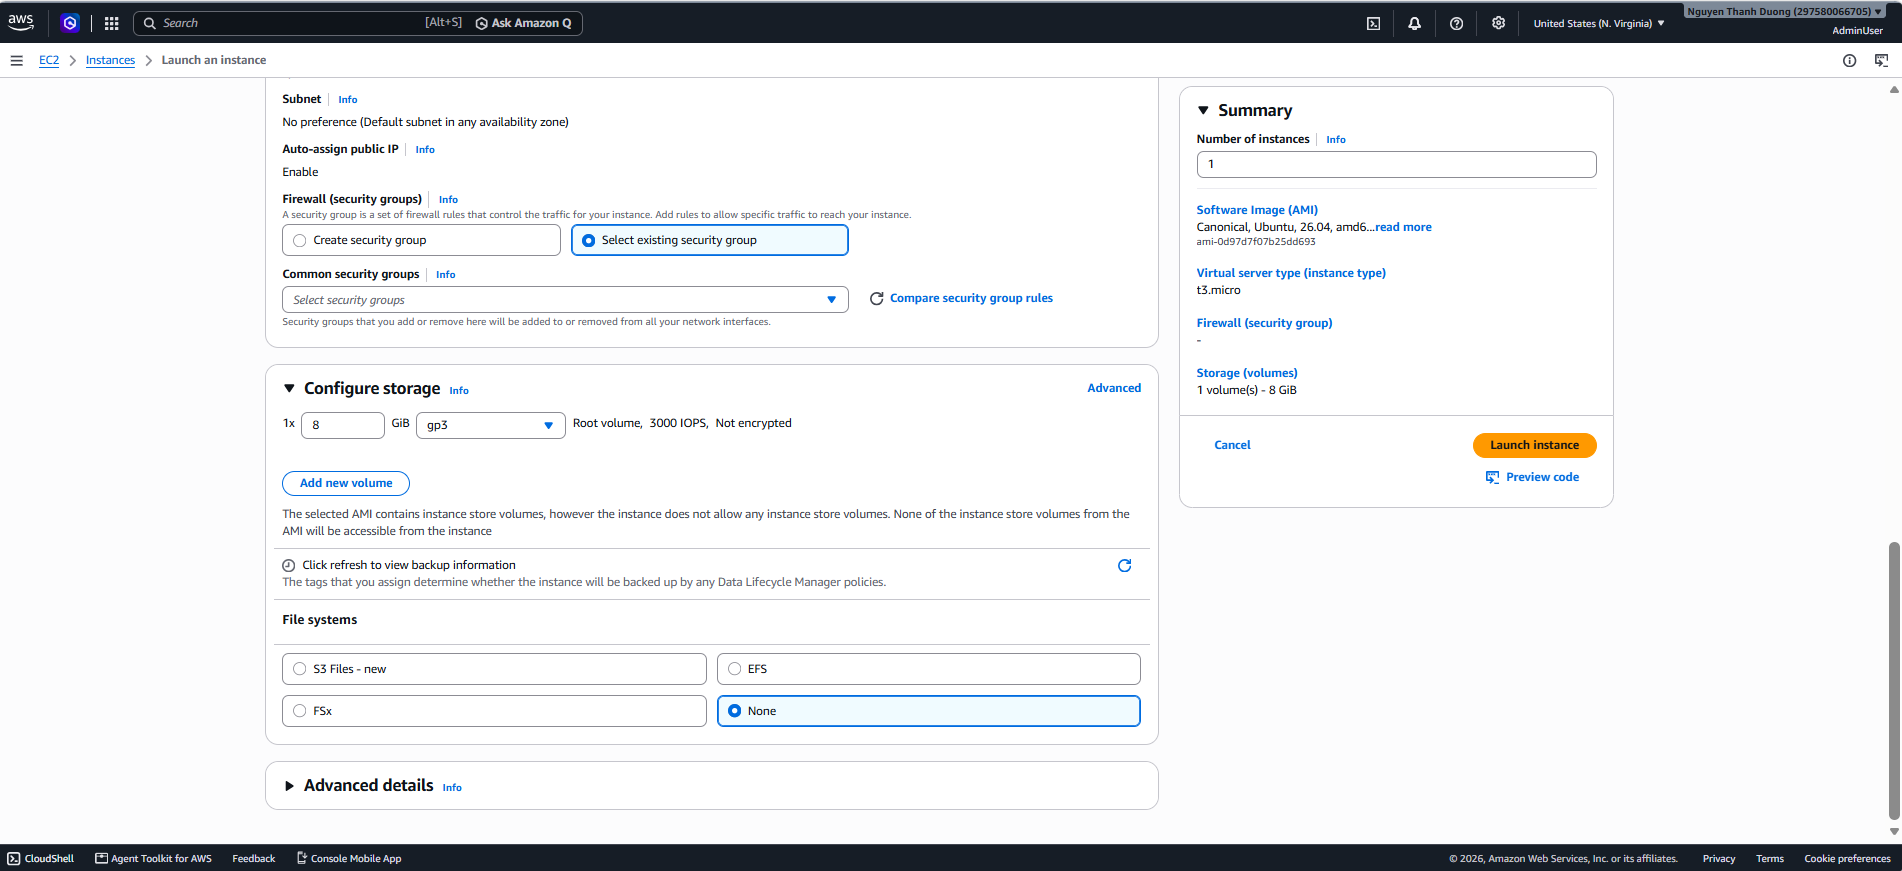 aws
Search
[Alt+S]
Ask Amazon Q
United States (N. Virginia)
Nguyen Thanh Duong (297580066705)
AdminUser
EC2
Instances
Launch an instance
Subnet
Info
No preference (Default subnet in any availability zone)
Auto-assign public IP
Info
Enable
Firewall (security groups)
Info
A security group is a set of firewall rules that control the traffic for your instance. Add rules to allow specific traffic to reach your instance.
Create security group
Select existing security group
Common security groups
Info
Select security groups
Compare security group rules
Security groups that you add or remove here will be added to or removed from all your network interfaces.
Configure storage
Info
Advanced
1x
8
GiB
gp3
Root volume, 3000 IOPS, Not encrypted
Add new volume
The selected AMI contains instance store volumes, however the instance does not allow any instance store volumes. None of the instance store volumes from the
AMI will be accessible from the instance
Click refresh to view backup information
The tags that you assign determine whether the instance will be backed up by any Data Lifecycle Manager policies.
File systems
S3 Files - new
EFS
FSx
None
Advanced details
Info
Summary
Number of instances
Info
1
Software Image (AMI)
Canonical, Ubuntu, 26.04, amd6...read more
ami-0d97d7f07b25dd693
Virtual server type (instance type)
t3.micro
Firewall (security group)
-
Storage (volumes)
1 volume(s) - 8 GiB
Cancel
Launch instance
Preview code
CloudShell
Agent Toolkit for AWS
Feedback
Console Mobile App
© 2026, Amazon Web Services, Inc. or its affiliates.
Privacy
Terms
Cookie preferences